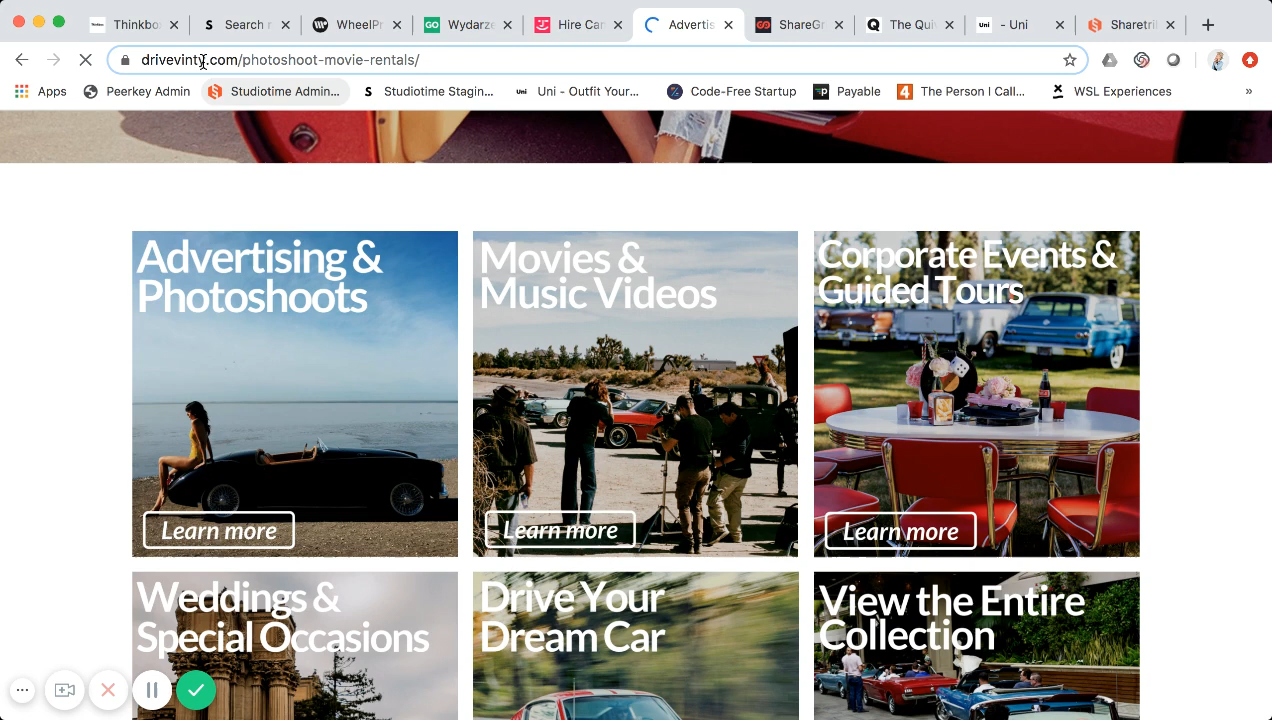 Thinkbo
Search r
WheelPr
GO
Wydarze
Hire Car
Advertis
ShareGr
The Qui
Uni
- Uni
Sharetri
drivevinty.com/photoshoot-movie-rentals/
Apps
Peerkey Admin
Studiotime Admin...
Studiotime Stagin...
Uni
Uni - Outfit Your...
Code-Free Startup
Payable
The Person I Call...
WSL Experiences
»
Advertising &
Photoshoots
Learn more
Movies &
Music Videos
Learn more
Corporate Events &
Guided Tours
Learn more
Weddings &
Special Occasions
Drive Your
Dream Car
View the Entire
Collection